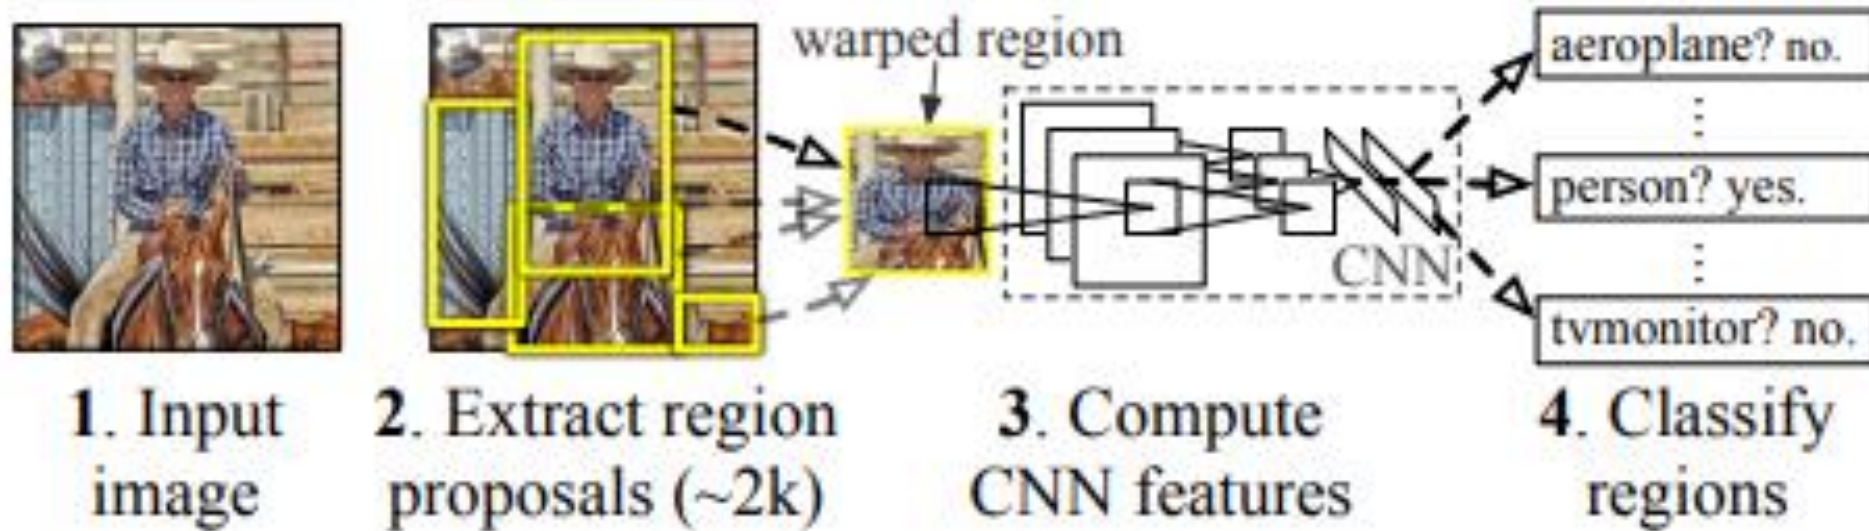 warped region
aeroplane? no.
person? yes.
CNN
tvmonitor? no.
1. Input
image
2. Extract region
proposals (~2k)
3. Compute
CNN features
4. Classify
regions